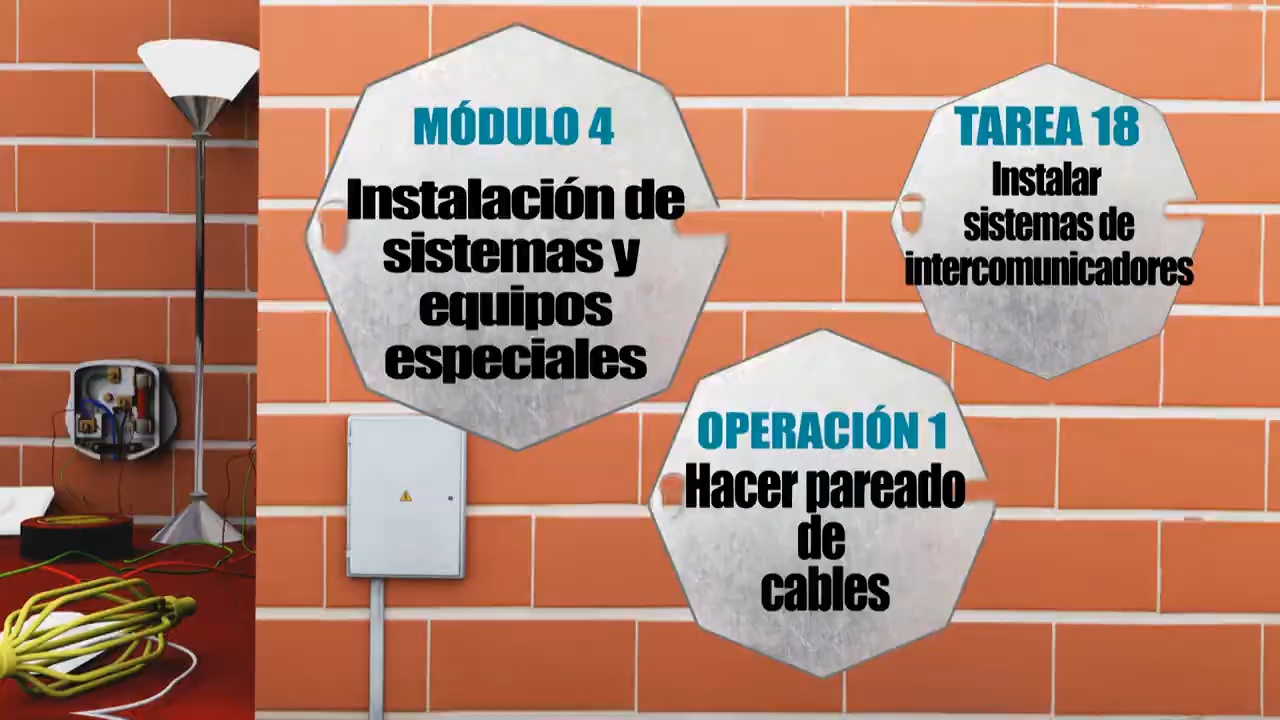 MÓDULO 4
Instalación de
sistemas y
equipos
especiales
TAREA 18
Instalar
sistemas de
intercomunicadores
OPERACIÓN 1
Hacer pareado
de
cables